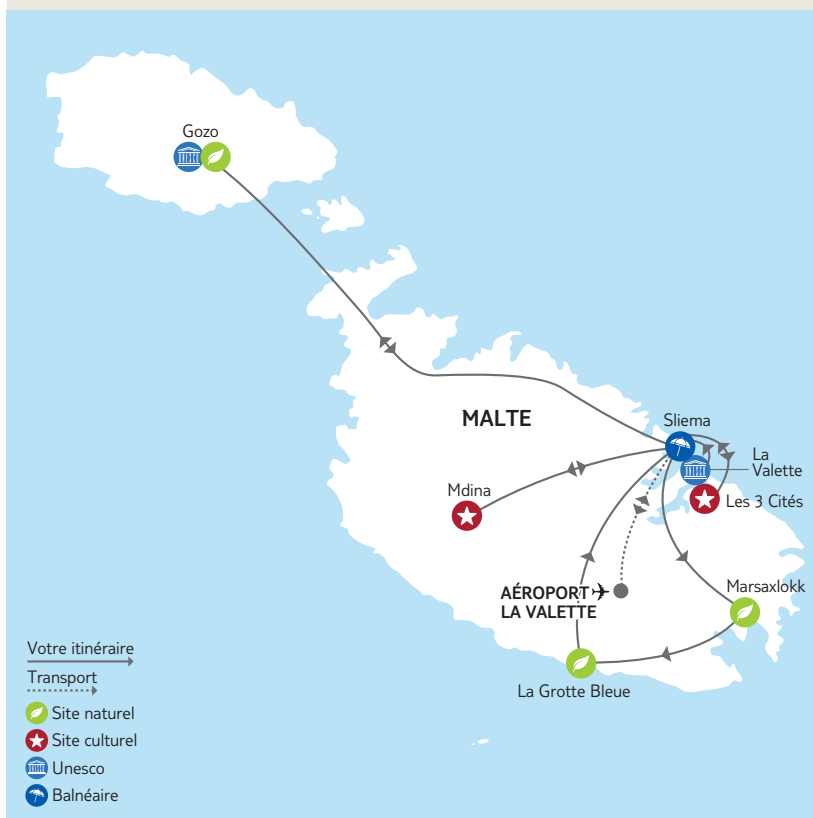 Gozo
MALTE
Sliema
La
Valette
Mdina
Les 3 Cités
AÉROPORT
LA VALETTE
Marsaxlokk
La Grotte Bleue
Votre itinéraire
Transport
Site naturel
Site culturel
Unesco
Balnéaire